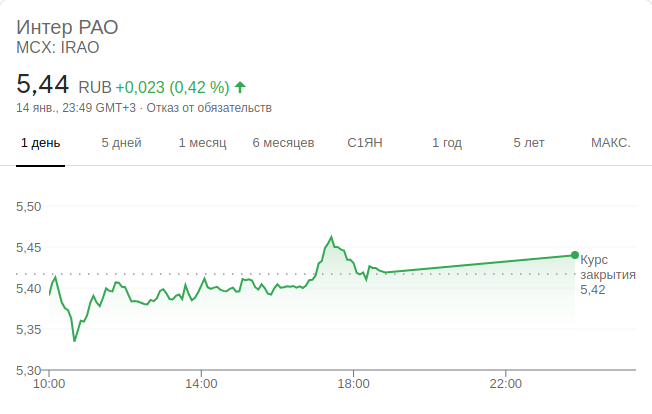 Интер РАО
MCX: IRAO
5,44 RUB +0,023 (0,42 %)
14 янв., 23:49 GMT+3 · Отказ от обязательств
1 день 5 дней 1 месяц 6 месяцев С1ЯН 1 год 5 лет МАКС.
5,50
5,45
Курс
закрытия
5,42
5,40
5,35
5,30
10:00 14:00 18:00 22:00